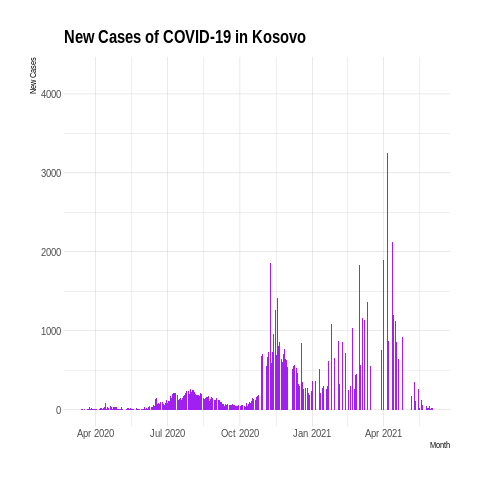 New Cases of COVID-19 in Kosovo
New Cases
4000
3000
2000
1000
0
Apr 2020 Jul 2020 Oct 2020 Jan 2021 Apr 2021
Month